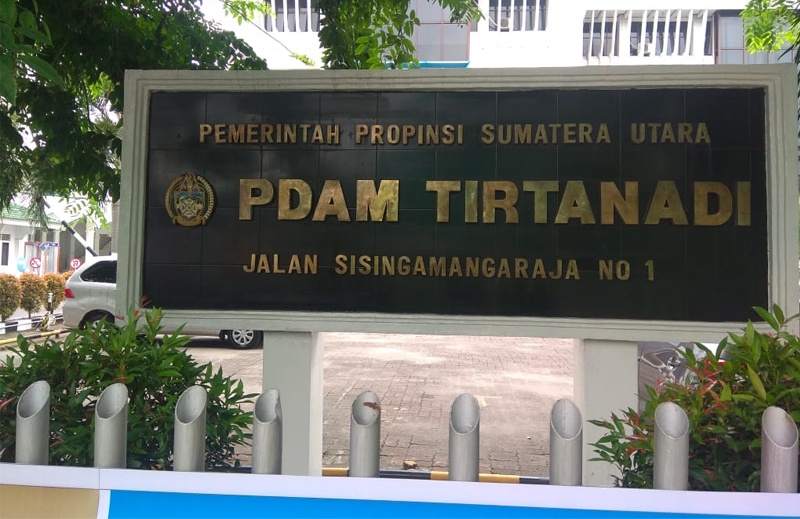 PEMERINTAH PROPINSI SUMATERA UTARA
PDAM TIRTANADI
JALAN SISINGAMANGARAJA NO 1